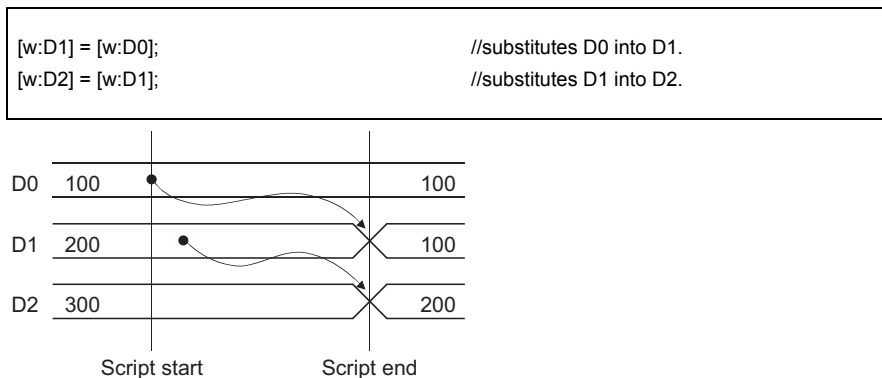 [w:D1] = [w:D0]; //substitutes D0 into D1.
[w:D2] = [w:D1]; //substitutes D1 into D2.
D0 100 100
D1 200 100
D2 300 200
Script start Script end